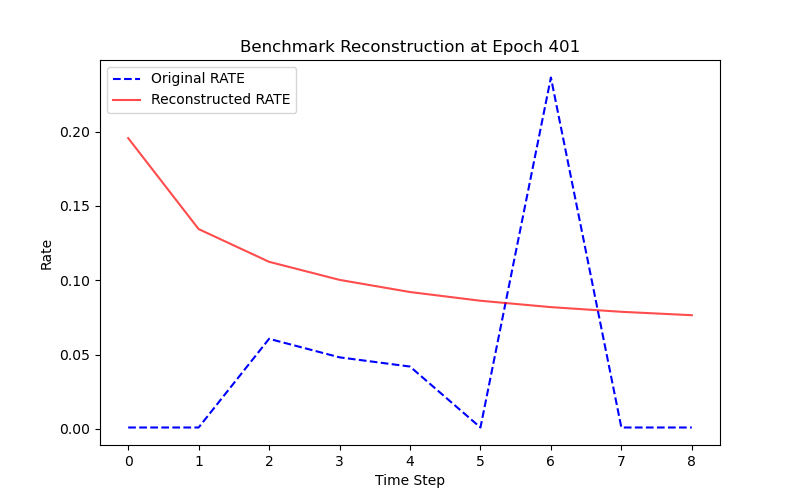 Benchmark Reconstruction at Epoch 401
Original RATE
Reconstructed RATE
0.20
0.15
0.10
0.05
0.00
Rate
0 1 2 3 4 5 6 7 8
Time Step